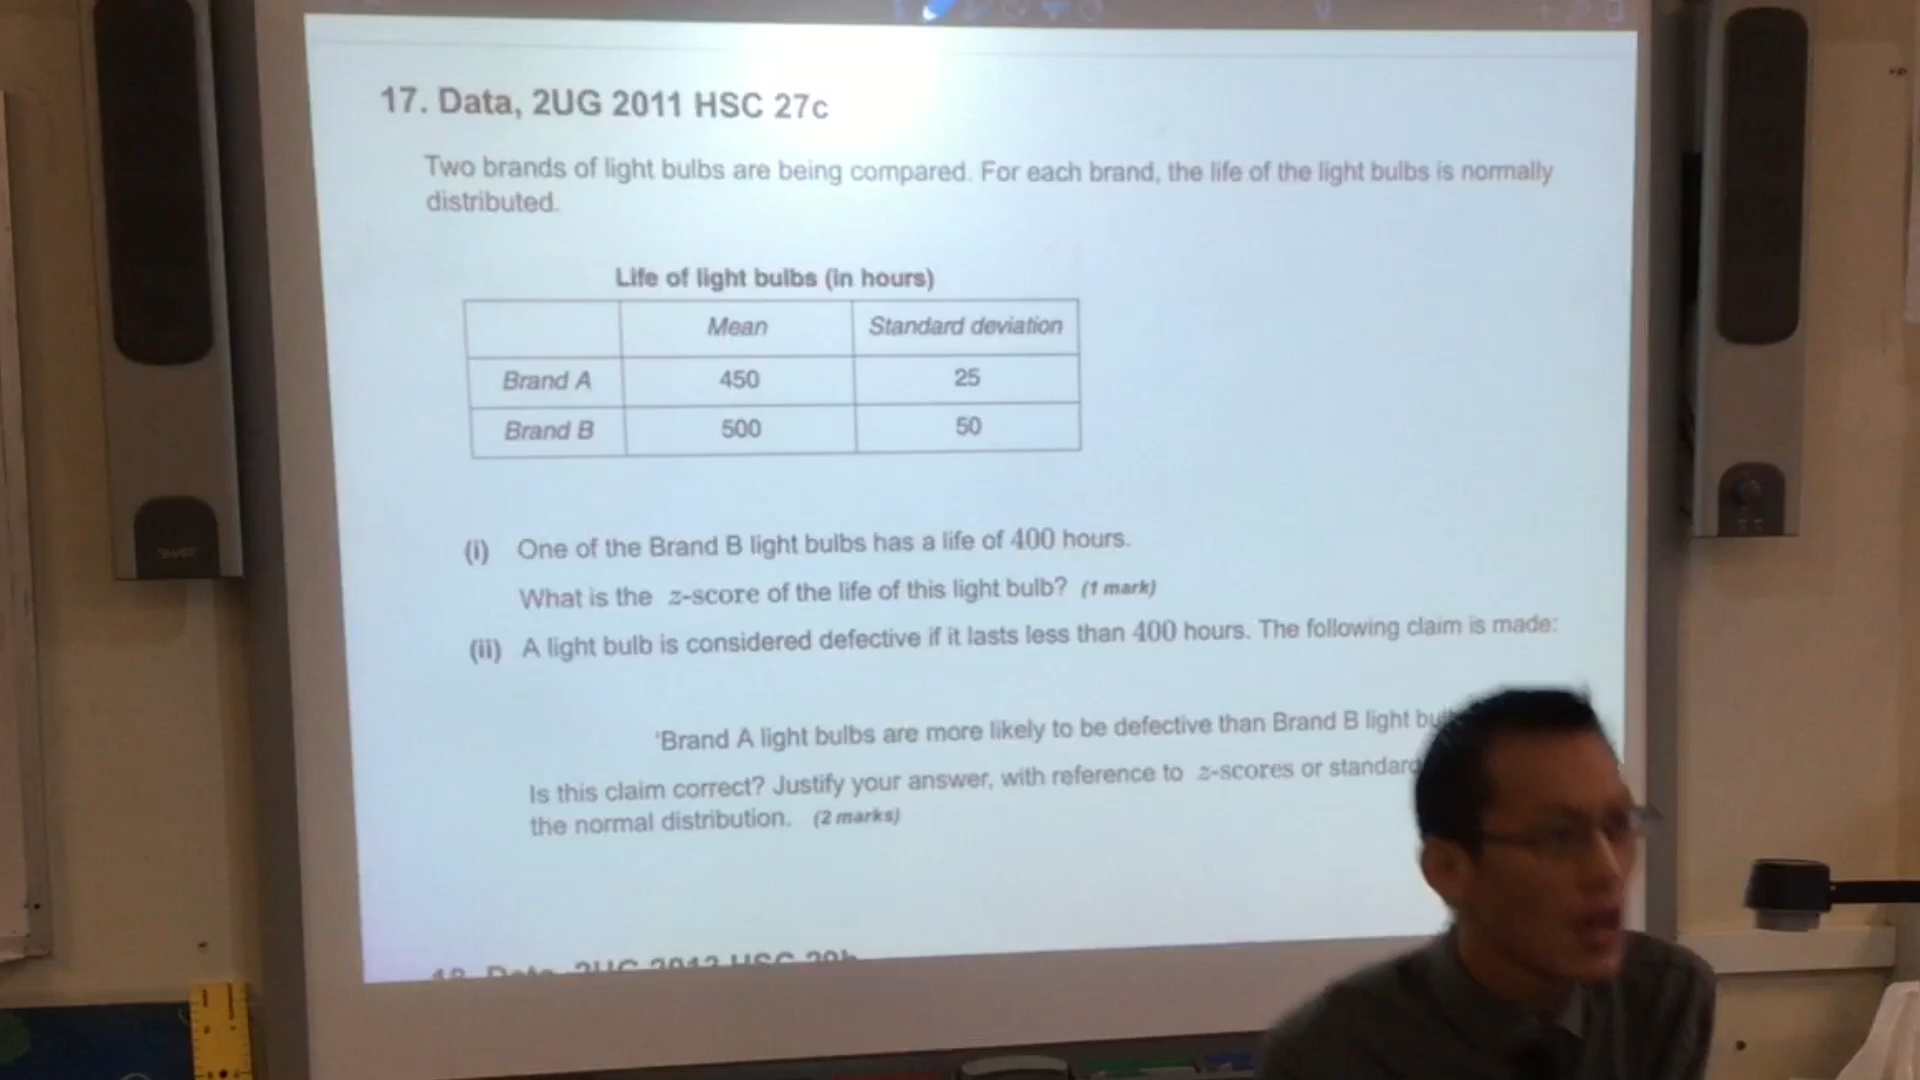 17. Data, 2UG 2011 HSC 27c
Two brands of light bulbs are being compared. For each brand, the life of the light bulbs is normally
distributed.
Life of light bulbs (in hours)
Mean Standard deviation
Brand A 450 25
Brand B 500 50
(i) One of the Brand B light bulbs has a life of 400 hours.
What is the z-score of the life of this light bulb? (1 mark)
(ii) A light bulb is considered defective if it lasts less than 400 hours. The following claim is made:
'Brand A light bulbs are more likely to be defective than Brand B light
Is this claim correct? Justify your answer, with reference to z-scores or standard
the normal distribution. (2 marks)
SMART